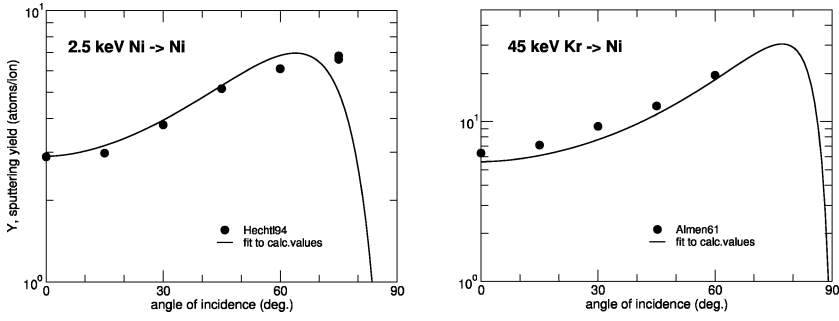 10¹
2.5 keV Ni -> Ni
Y, sputtering yield (atoms/ion)
Hechtl94
fit to calc.values
10⁰
0 30 60 90
angle of incidence (deg.)
45 keV Kr -> Ni
10¹
Almen61
fit to calc.values
10⁰
0 30 60 90
angle of incidence (deg.)